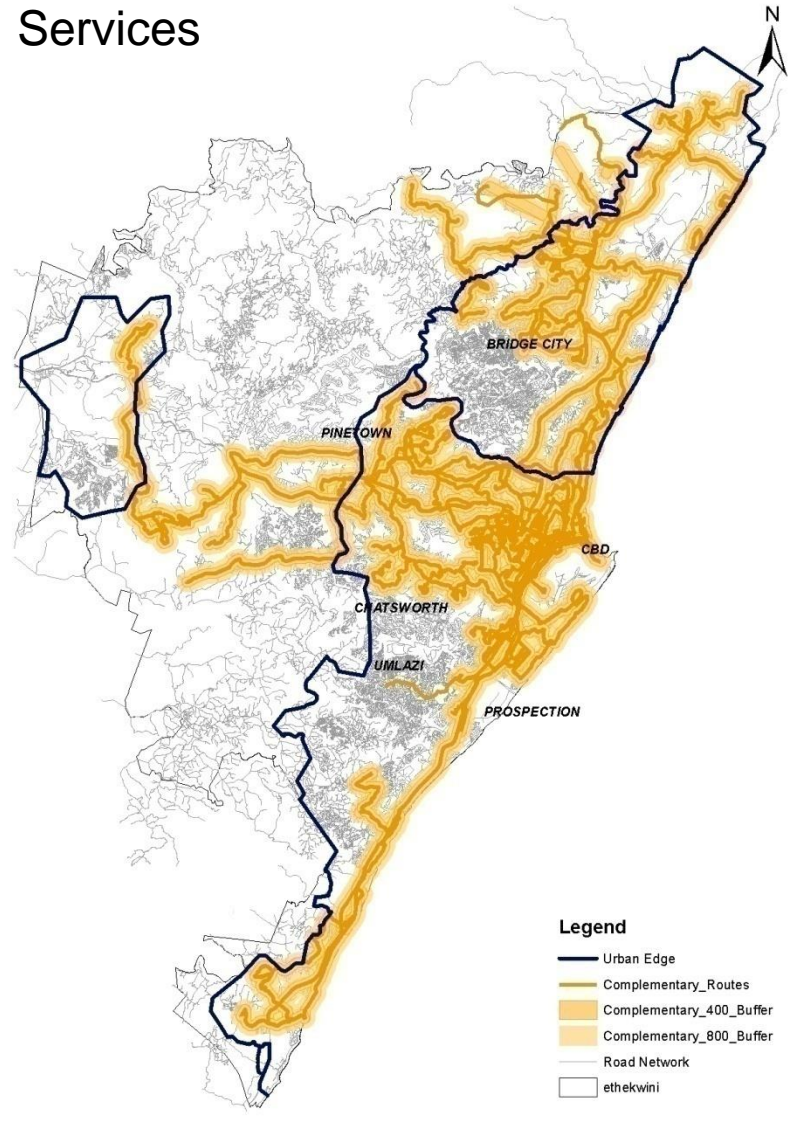 Services
N
BRIDGE CITY
PINETOWN
CBD
CHATSWORTH
UMLAZI
PROSPECTION
Legend
Urban Edge
Complementary_Routes
Complementary_400_Buffer
Complementary_800_Buffer
Road Network
ethekwini